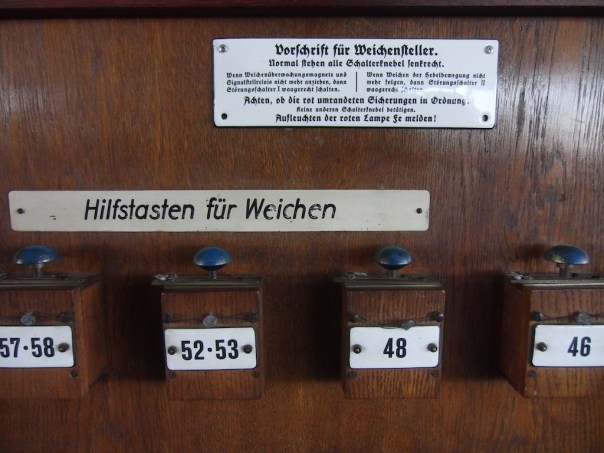 Vorschrift für Weichensteller.
Normal stehen alle Schalterknebel senkrecht.
Wenn Weichenüberwachungsmagnete und
Signalstellrelais nicht mehr anziehen, dann
Störungsschalter I waagerecht schalten.
Wenn Weichen der Hebelbewegung nicht
mehr folgen, dann Störungsschalter II
waagerecht schalten.
Achten, ob die rot umrandeten Sicherungen in Ordnung.
Keine anderen Schalterknebel betätigen.
Aufleuchten der roten Lampe Fe melden!
Hilfstasten für Weichen
57·58
52·53
48
46